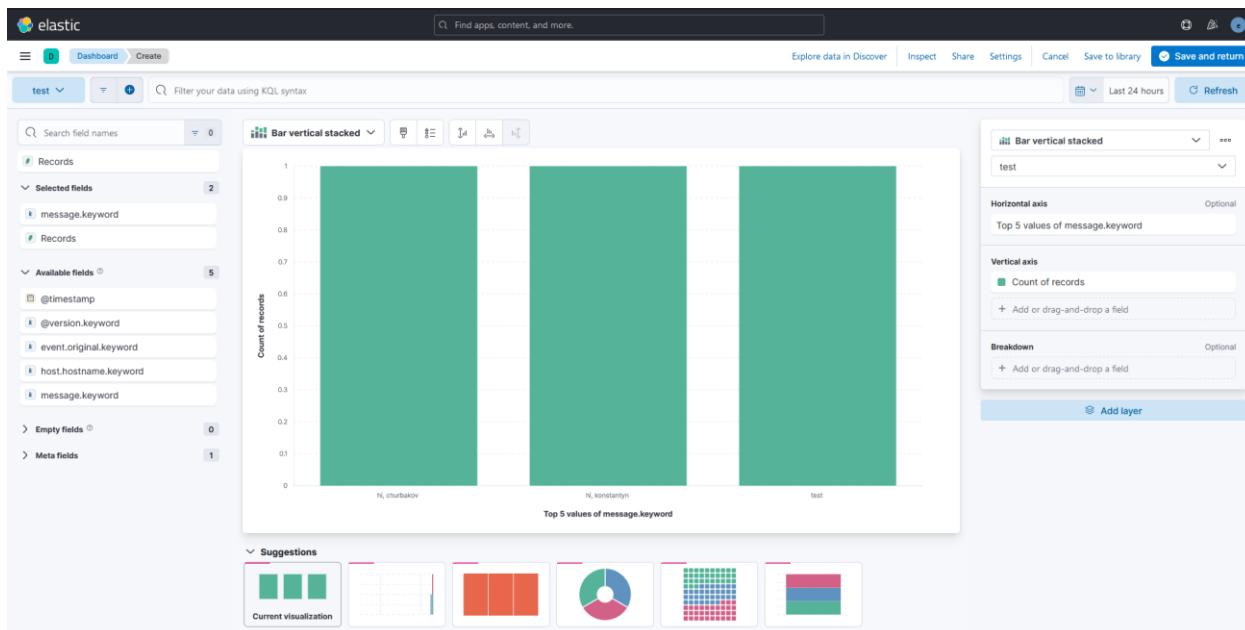 elastic
Find apps, content, and more.
e
D
Dashboard
Create
Explore data in Discover
Inspect
Share
Settings
Cancel
Save to library
Save and return
test
Filter your data using KQL syntax
Last 24 hours
Refresh
Search field names
0
Records
Selected fields
2
message.keyword
Records
Available fields
5
@timestamp
@version.keyword
event.original.keyword
host.hostname.keyword
message.keyword
Empty fields
0
Meta fields
1
Bar vertical stacked
Count of records
1
0.9
0.8
0.7
0.6
0.5
0.4
0.3
0.2
0.1
0
hi, churbakov
hi, konstantyn
test
Top 5 values of message.keyword
Suggestions
Current visualization
Bar vertical stacked
test
Horizontal axis
Optional
Top 5 values of message.keyword
Vertical axis
Count of records
+ Add or drag-and-drop a field
Breakdown
Optional
+ Add or drag-and-drop a field
Add layer